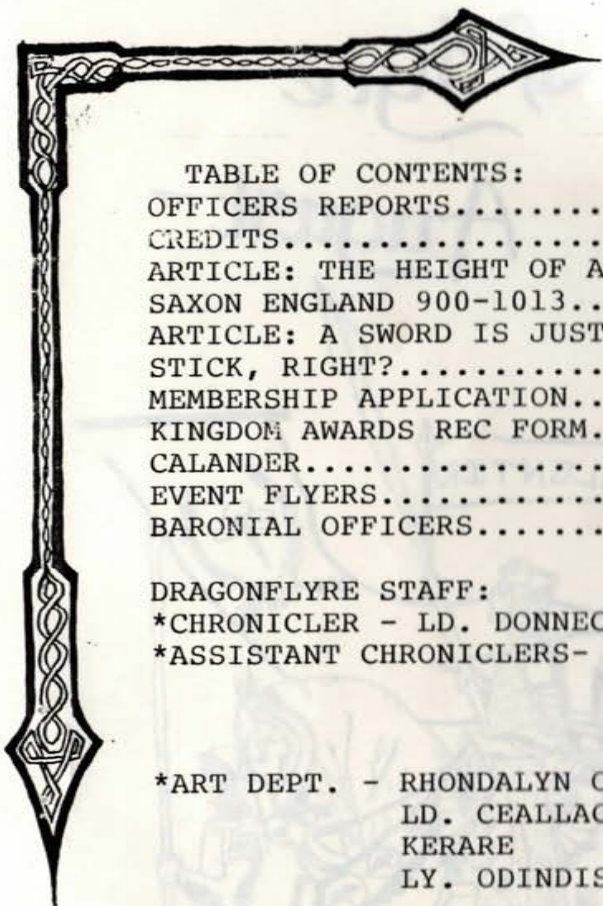 TABLE OF CONTENTS:
OFFICERS REPORTS........
CREDITS..................
ARTICLE: THE HEIGHT OF A
SAXON ENGLAND 900-1013..
ARTICLE: A SWORD IS JUST
STICK, RIGHT?...........
MEMBERSHIP APPLICATION..
KINGDOM AWARDS REC FORM.
CALANDER................
EVENT FLYERS............
BARONIAL OFFICERS.......
DRAGONFLYRE STAFF:
*CHRONICLER - LD. DONNEC
*ASSISTANT CHRONICLERS-
*ART DEPT. - RHONDALYN
LD. CEALLAC
KERARE
LY. ODINDIS